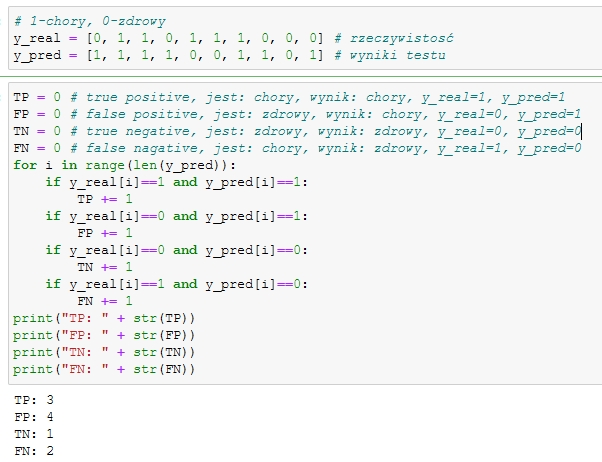 # 1-chory, 0-zdrowy
y_real = [0, 1, 1, 0, 1, 1, 1, 0, 0, 0] # rzeczywistość
y_pred = [1, 1, 1, 1, 0, 0, 1, 1, 0, 1] # wyniki testu
TP = 0 # true positive, jest: chory, wynik: chory, y_real=1, y_pred=1
FP = 0 # false positive, jest: zdrowy, wynik: chory, y_real=0, y_pred=1
TN = 0 # true negative, jest: zdrowy, wynik: zdrowy, y_real=0, y_pred=0
FN = 0 # false nagative, jest: chory, wynik: zdrowy, y_real=1, y_pred=0
for i in range(len(y_pred)):
    if y_real[i]==1 and y_pred[i]==1:
        TP += 1
    if y_real[i]==0 and y_pred[i]==1:
        FP += 1
    if y_real[i]==0 and y_pred[i]==0:
        TN += 1
    if y_real[i]==1 and y_pred[i]==0:
        FN += 1
print("TP: " + str(TP))
print("FP: " + str(FP))
print("TN: " + str(TN))
print("FN: " + str(FN))
TP: 3
FP: 4
TN: 1
FN: 2